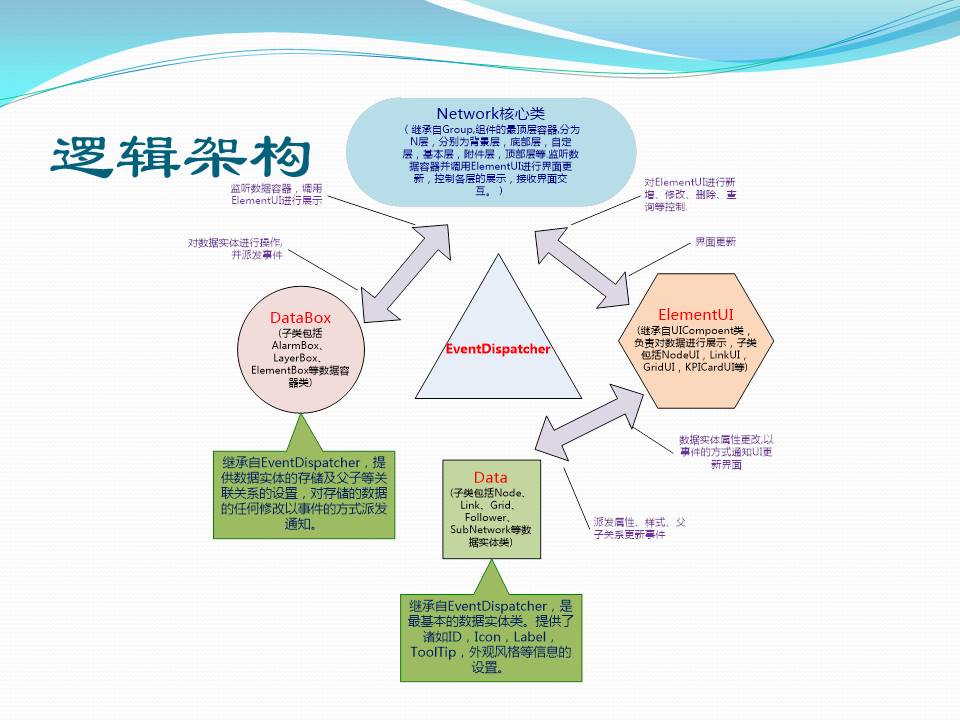 逻辑架构
Network核心类
（继承自Group,组件的最顶层容器,分为
N层，分别为背景层，底部层，自定
层，基本层，附件层，顶部层等.监听数
据容器并调用ElementUI进行界面更
新，控制各层的展示，接收界面交
互。）
监听数据容器，调用
ElementUI进行展示
对ElementUI进行新
增、修改、删除、查
询等控制.
对数据实体进行操作,
并派发事件
界面更新
DataBox
(子类包括
AlarmBox、
LayerBox、
ElementBox等数据容
器类)
EventDispatcher
ElementUI
(继承自UICompoent类，
负责对数据进行展示，子类
包括NodeUI，LinkUI，
GridUI，KPICardUI等)
继承自EventDispatcher，提
供数据实体的存储及父子等关
联关系的设置，对存储的数据
的任何修改以事件的方式派发
通知。
数据实体属性更改,以
事件的方式通知UI更
新界面
Data
(子类包括Node、
Link、Grid、
Follower、
SubNetwork等数
据实体类)
派发属性、样式、父
子关系更新事件
继承自EventDispatcher，是
最基本的数据实体类。提供了
诸如ID，Icon，Label，
ToolTip，外观风格等信息的
设置。